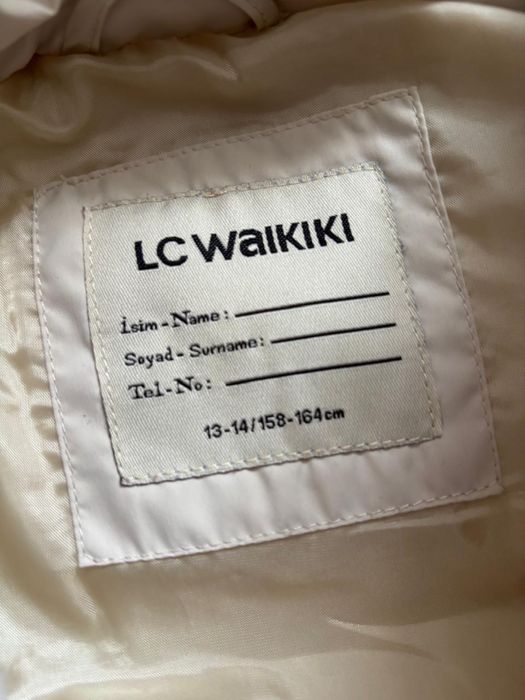 LC WAIKIKI
İsim - Name :
Soyad - Surname :
Tel - No :
13-14/158-164cm